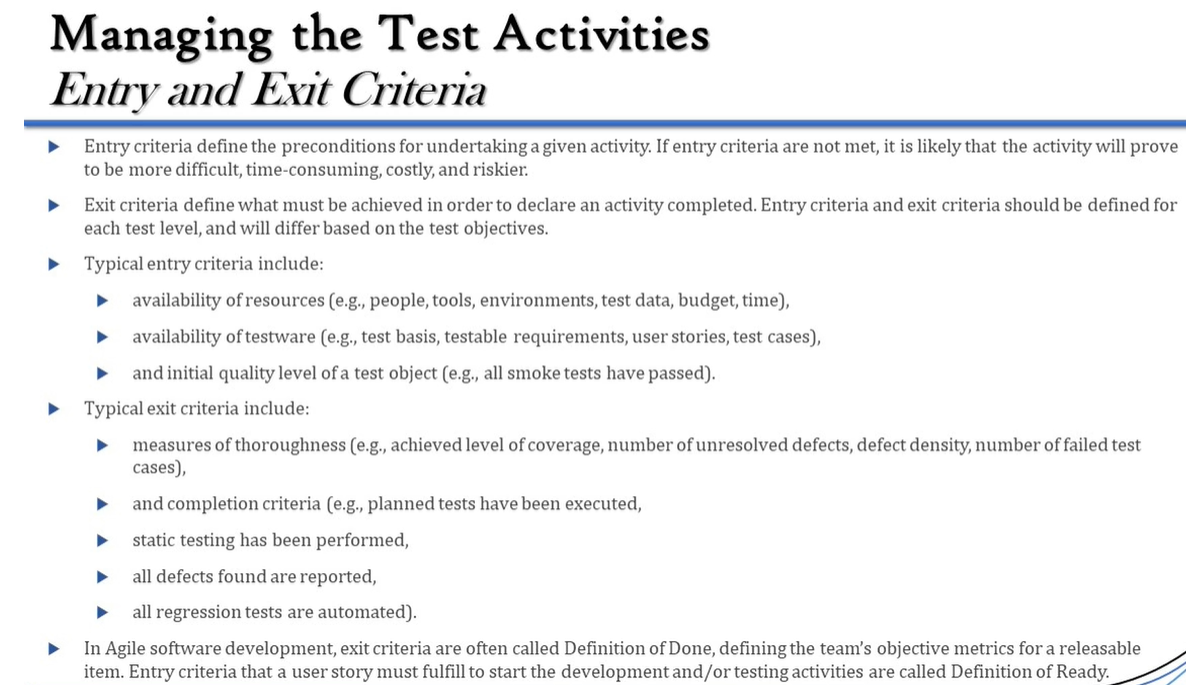 Managing the Test Activities
Entry and Exit Criteria
Entry criteria define the preconditions for undertaking a given activity. If entry criteria are not met, it is likely that the activity will prove
to be more difficult, time-consuming, costly, and riskier.
Exit criteria define what must be achieved in order to declare an activity completed. Entry criteria and exit criteria should be defined for
each test level, and will differ based on the test objectives.
Typical entry criteria include:
availability of resources (e.g., people, tools, environments, test data, budget, time),
availability of testware (e.g., test basis, testable requirements, user stories, test cases),
and initial quality level of a test object (e.g., all smoke tests have passed).
Typical exit criteria include:
measures of thoroughness (e.g., achieved level of coverage, number of unresolved defects, defect density, number of failed test
cases),
and completion criteria (e.g., planned tests have been executed,
static testing has been performed,
all defects found are reported,
all regression tests are automated).
In Agile software development, exit criteria are often called Definition of Done, defining the team's objective metrics for a releasable
item. Entry criteria that a user story must fulfill to start the development and/or testing activities are called Definition of Ready.